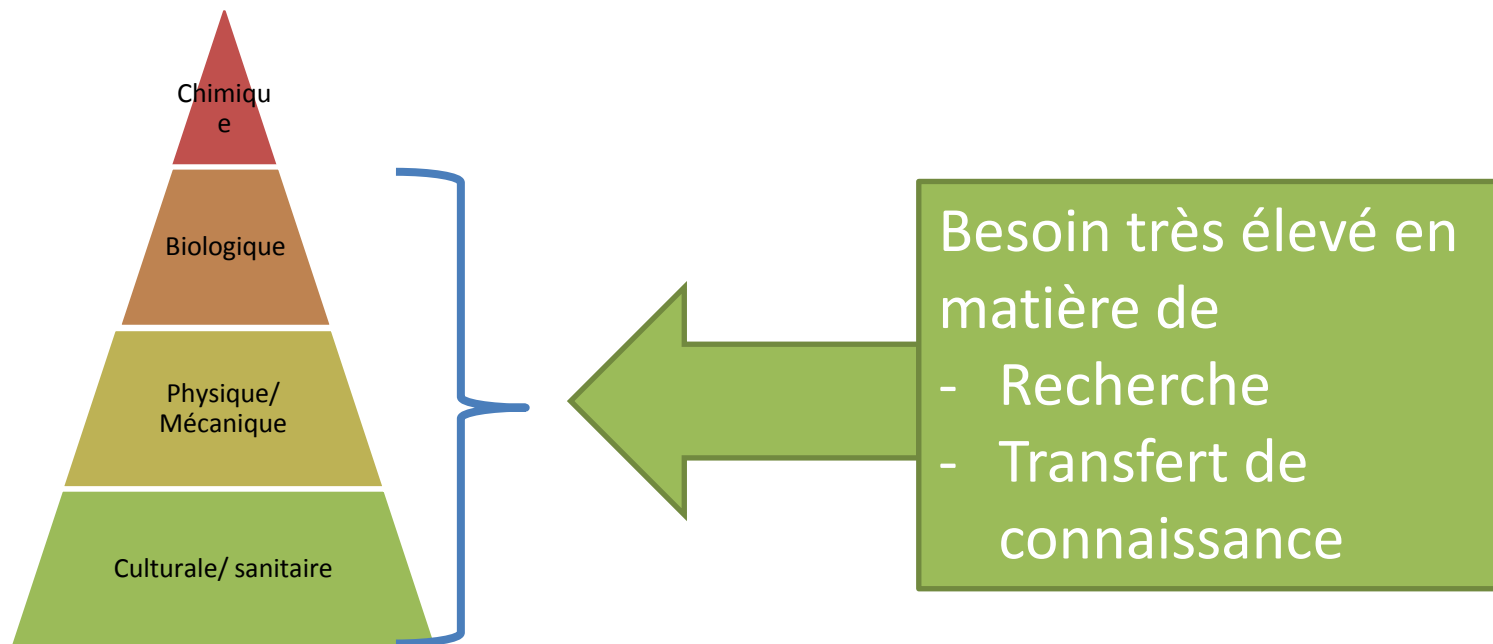 Chimiqu
e
Biologique
Physique/
Mécanique
Culturale/ sanitaire
Besoin très élevé en
matière de
- Recherche
- Transfert de
connaissance